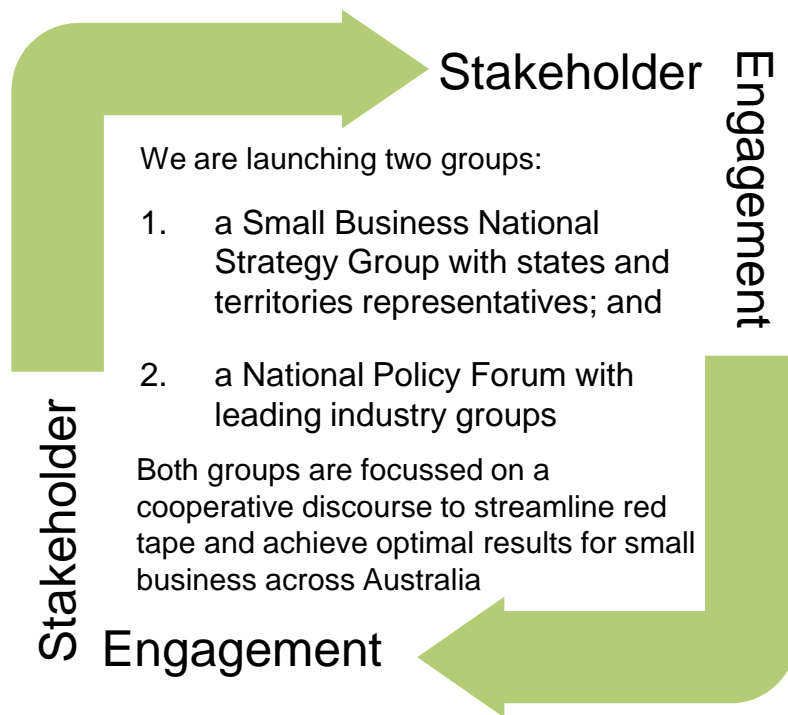 Stakeholder
Engagement
We are launching two groups:
1. a Small Business National
Strategy Group with states and
territories representatives; and
2. a National Policy Forum with
leading industry groups
Both groups are focussed on a
cooperative discourse to streamline red
tape and achieve optimal results for small
business across Australia
Stakeholder
Engagement